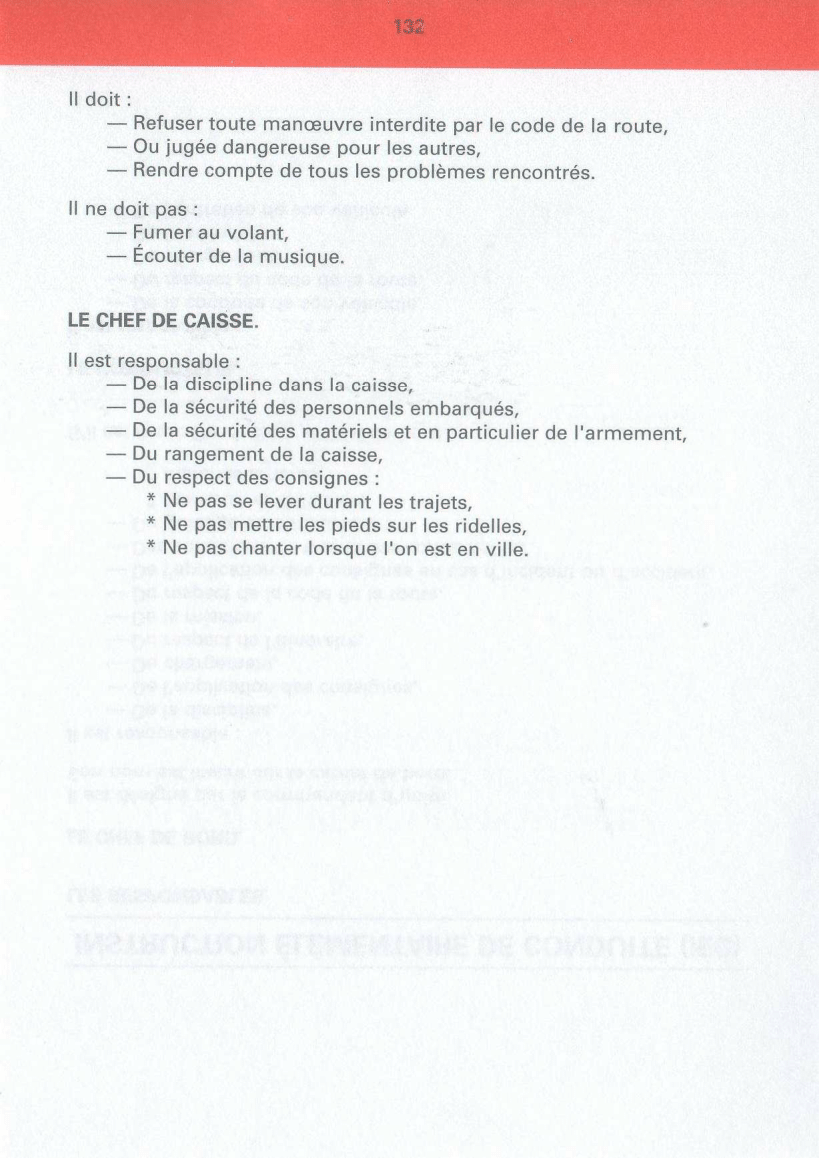 132
Il doit :
— Refuser toute manœuvre interdite par le code de la route,
— Ou jugée dangereuse pour les autres,
— Rendre compte de tous les problèmes rencontrés.
Il ne doit pas :
— Fumer au volant,
— Écouter de la musique.
LE CHEF DE CAISSE.
Il est responsable :
— De la discipline dans la caisse,
— De la sécurité des personnels embarqués,
— De la sécurité des matériels et en particulier de l'armement,
— Du rangement de la caisse,
— Du respect des consignes :
* Ne pas se lever durant les trajets,
* Ne pas mettre les pieds sur les ridelles,
* Ne pas chanter lorsque l'on est en ville.